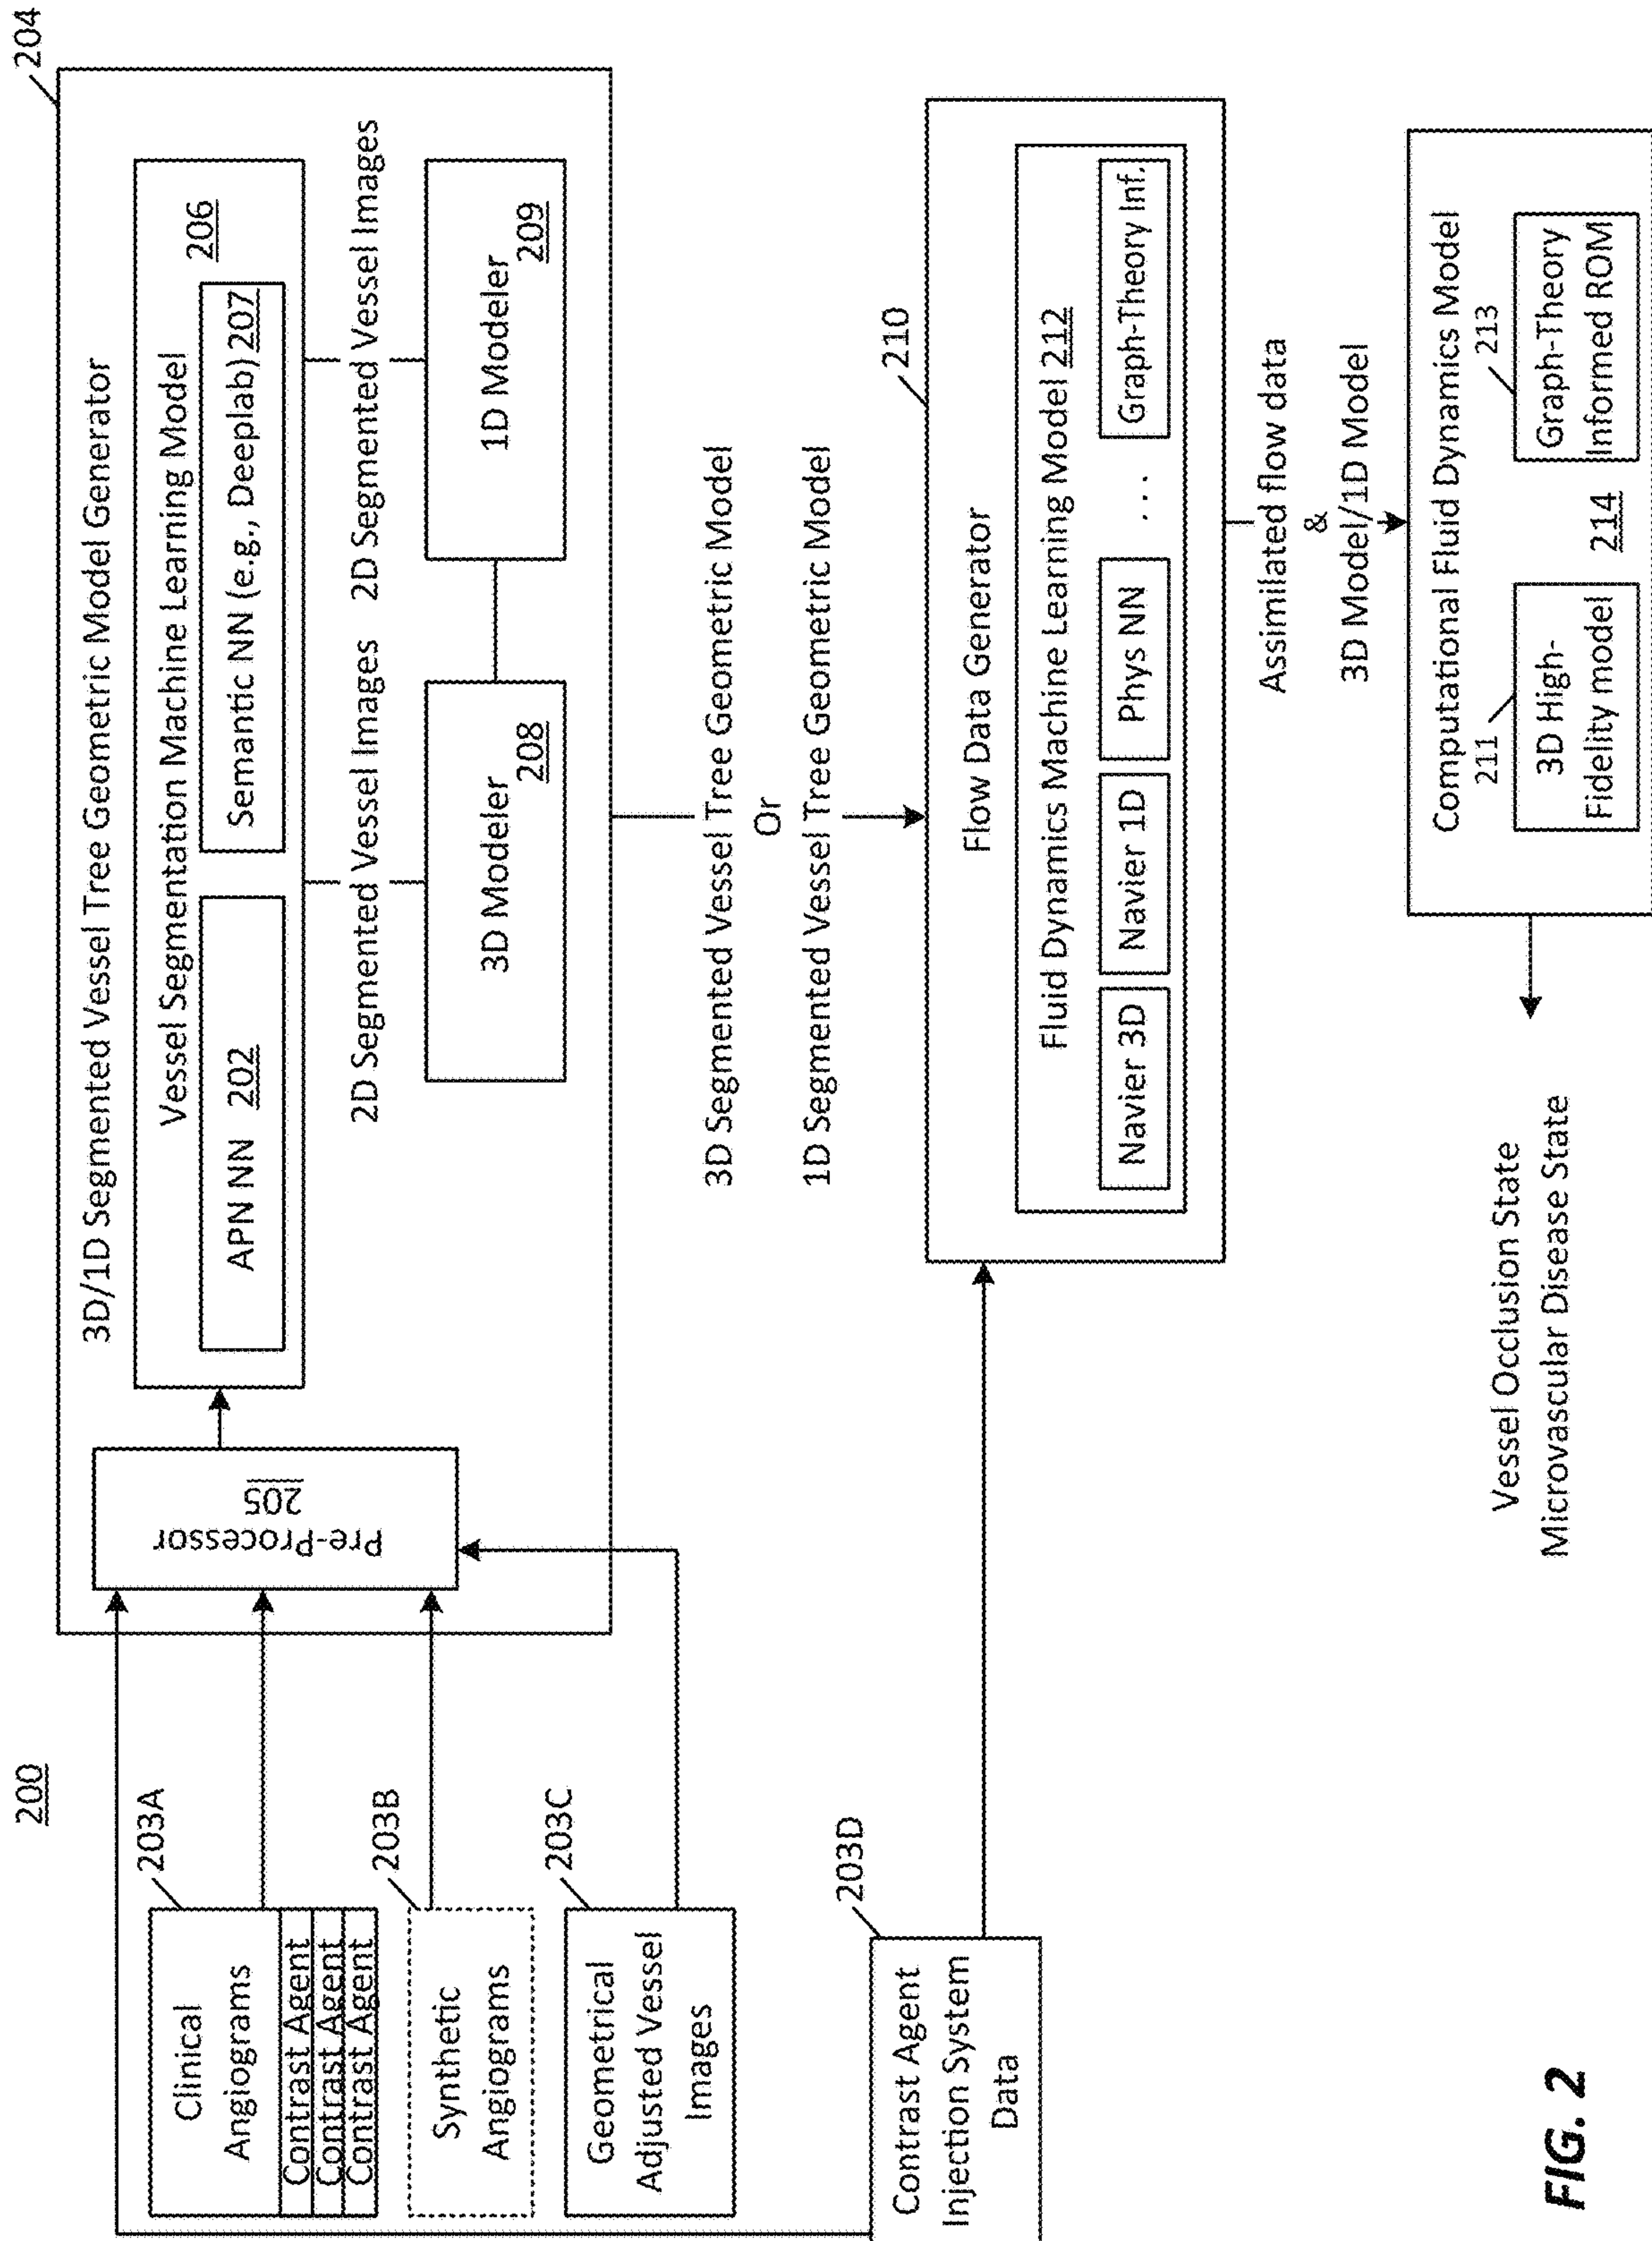 200
203A
Clinical
Angiograms
Contrast Agent
Contrast Agent
Contrast Agent
203B
Synthetic
Angiograms
203C
Geometrical
Adjusted Vessel
Images
203D
Contrast Agent
Injection System
Data
204
3D/1D Segmented Vessel Tree Geometric Model Generator
Pre-Processor
205
Vessel Segmentation Machine Learning Model
206
APN NN 202
Semantic NN (e.g., Deeplab) 207
2D Segmented Vessel Images
2D Segmented Vessel Images
3D Modeler
208
1D Modeler
209
3D Segmented Vessel Tree Geometric Model
Or
1D Segmented Vessel Tree Geometric Model
210
Flow Data Generator
Fluid Dynamics Machine Learning Model 212
Navier 3D
Navier 1D
Phys NN
...
Graph-Theory Inf.
Assimilated flow data
&
3D Model/1D Model
Computational Fluid Dynamics Model
211
213
3D High-
Fidelity model
214
Graph-Theory
Informed ROM
Vessel Occlusion State
Microvascular Disease State
FIG. 2